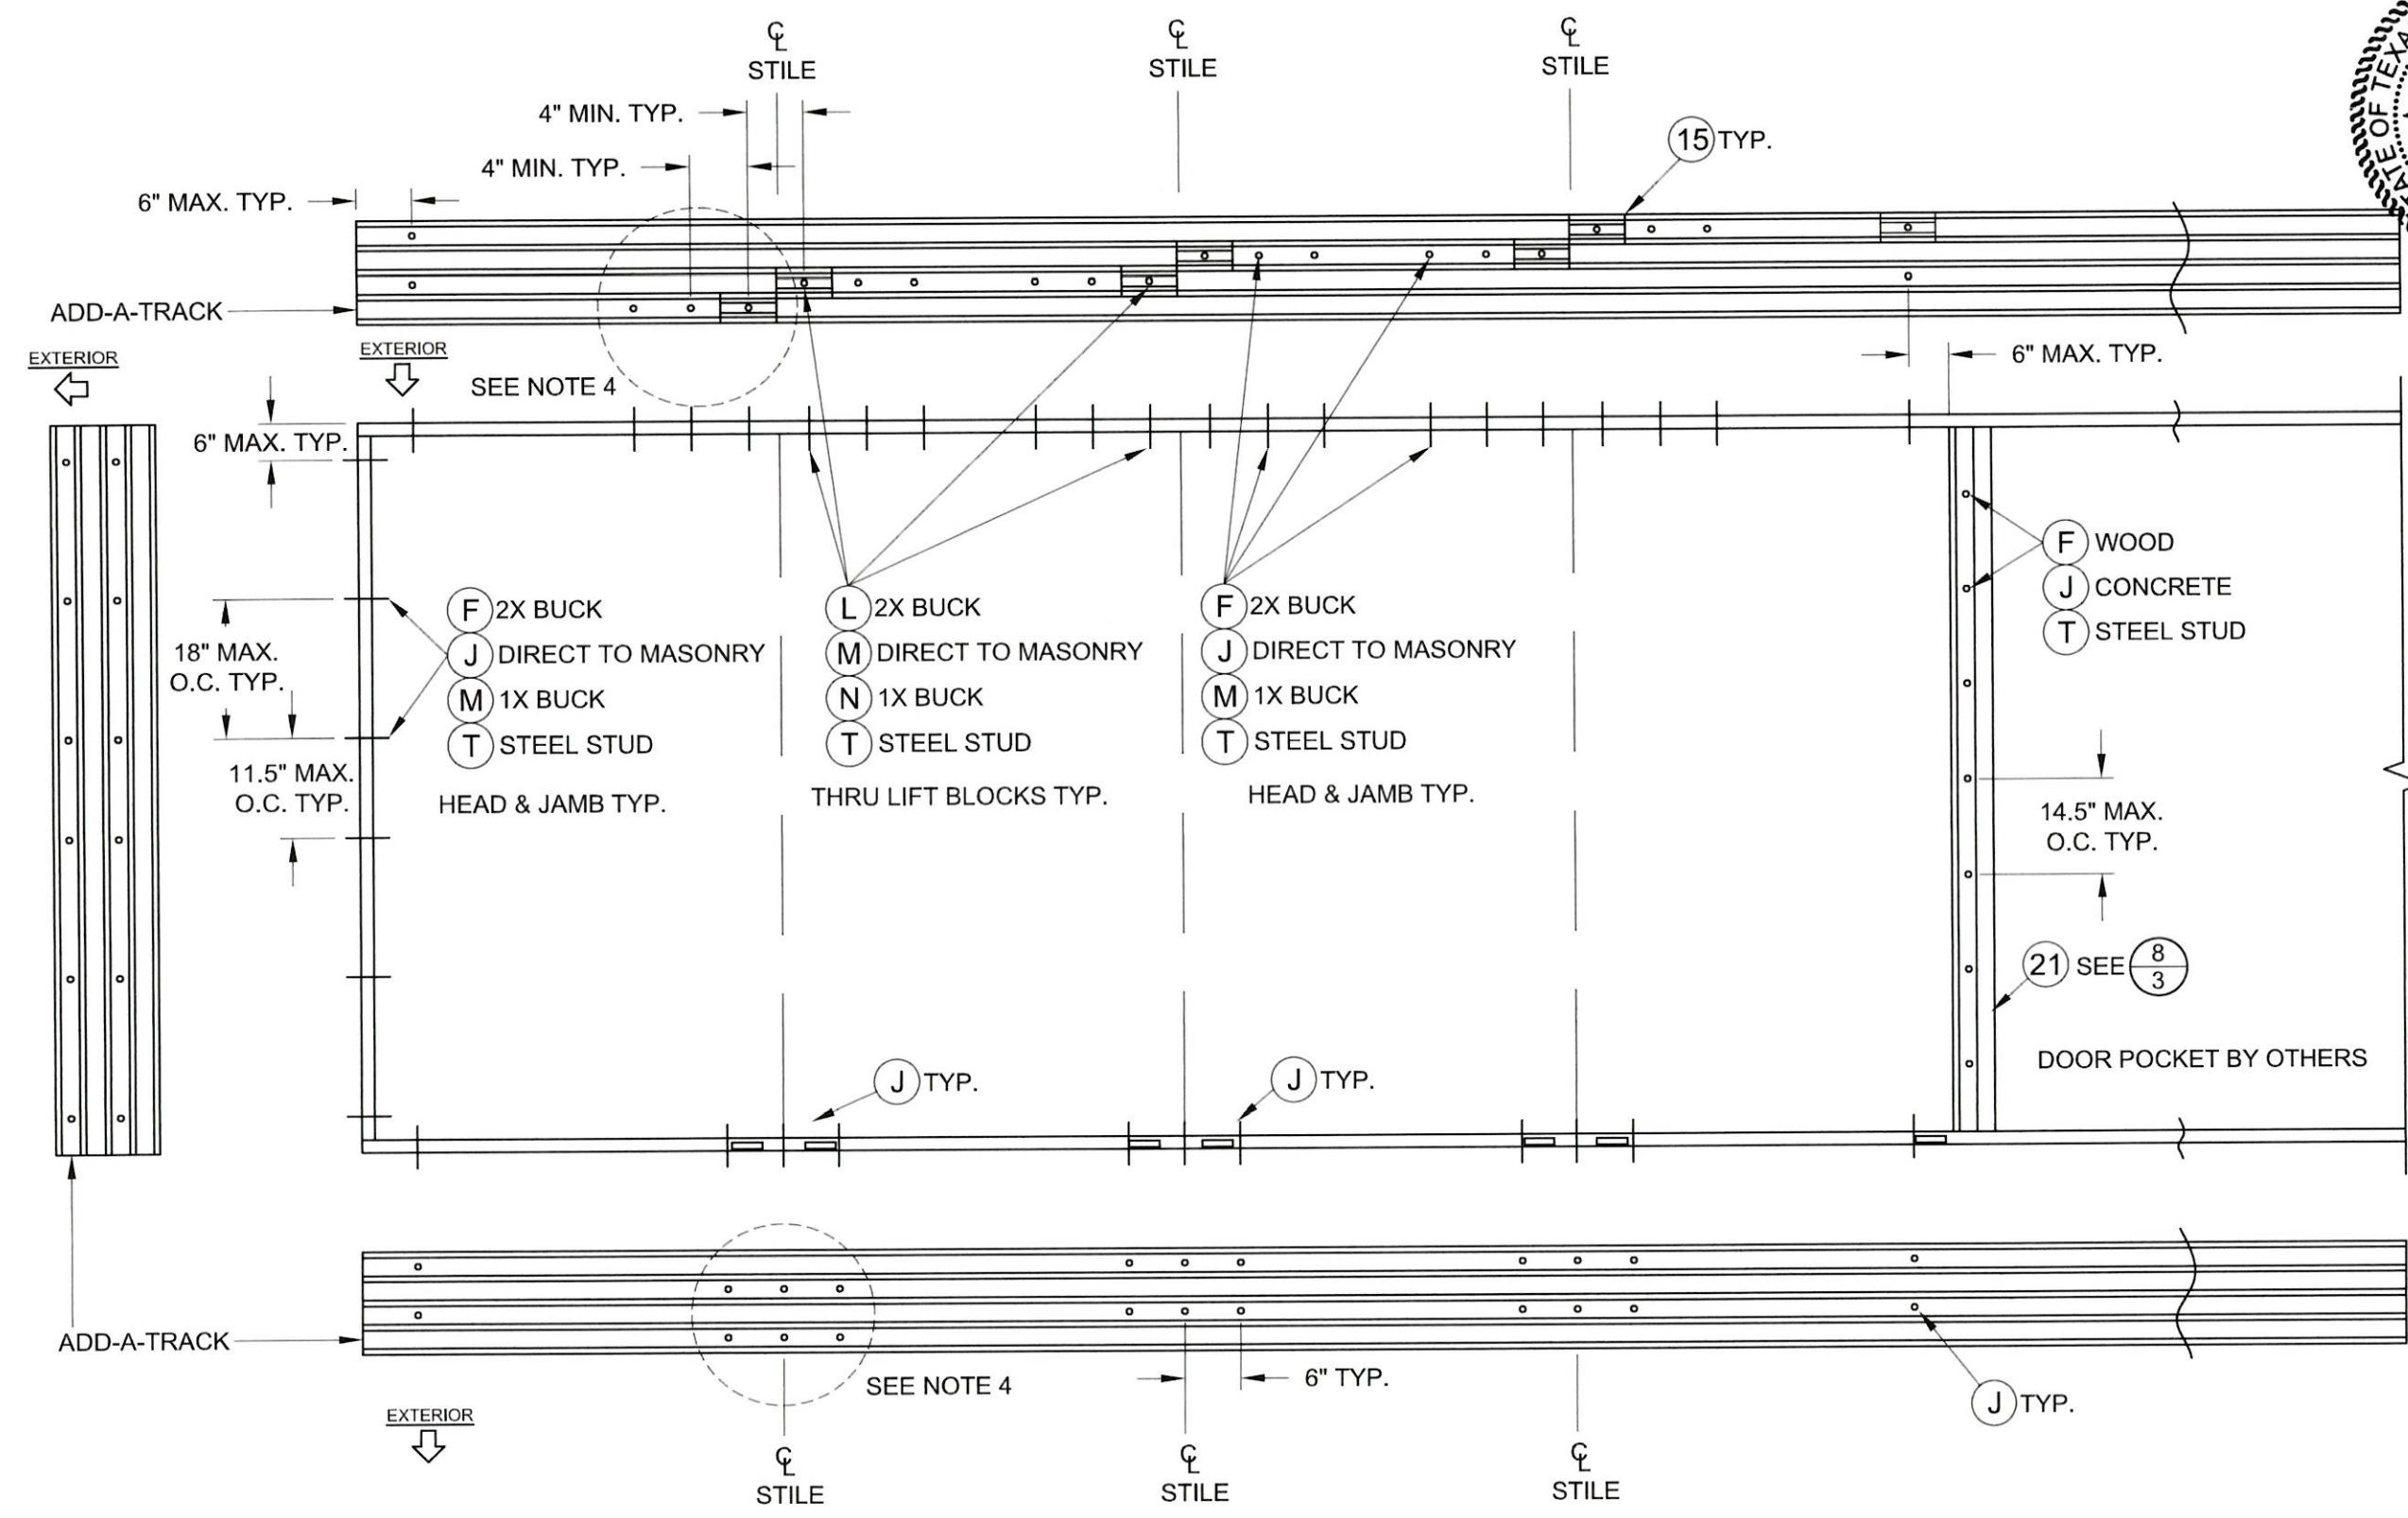 ℄
STILE
℄
STILE
℄
STILE
4" MIN. TYP.
4" MIN. TYP.
15 TYP.
6" MAX. TYP.
ADD-A-TRACK
EXTERIOR
EXTERIOR
SEE NOTE 4
6" MAX. TYP.
6" MAX. TYP.
18" MAX.
O.C. TYP.
11.5" MAX.
O.C. TYP.
F 2X BUCK
J DIRECT TO MASONRY
M 1X BUCK
T STEEL STUD
HEAD & JAMB TYP.
L 2X BUCK
M DIRECT TO MASONRY
N 1X BUCK
T STEEL STUD
THRU LIFT BLOCKS TYP.
F 2X BUCK
J DIRECT TO MASONRY
M 1X BUCK
T STEEL STUD
HEAD & JAMB TYP.
F WOOD
J CONCRETE
T STEEL STUD
14.5" MAX.
O.C. TYP.
21 SEE 8
3
DOOR POCKET BY OTHERS
J TYP.
J TYP.
ADD-A-TRACK
SEE NOTE 4
6" TYP.
J TYP.
EXTERIOR
℄
STILE
℄
STILE
℄
STILE
OF